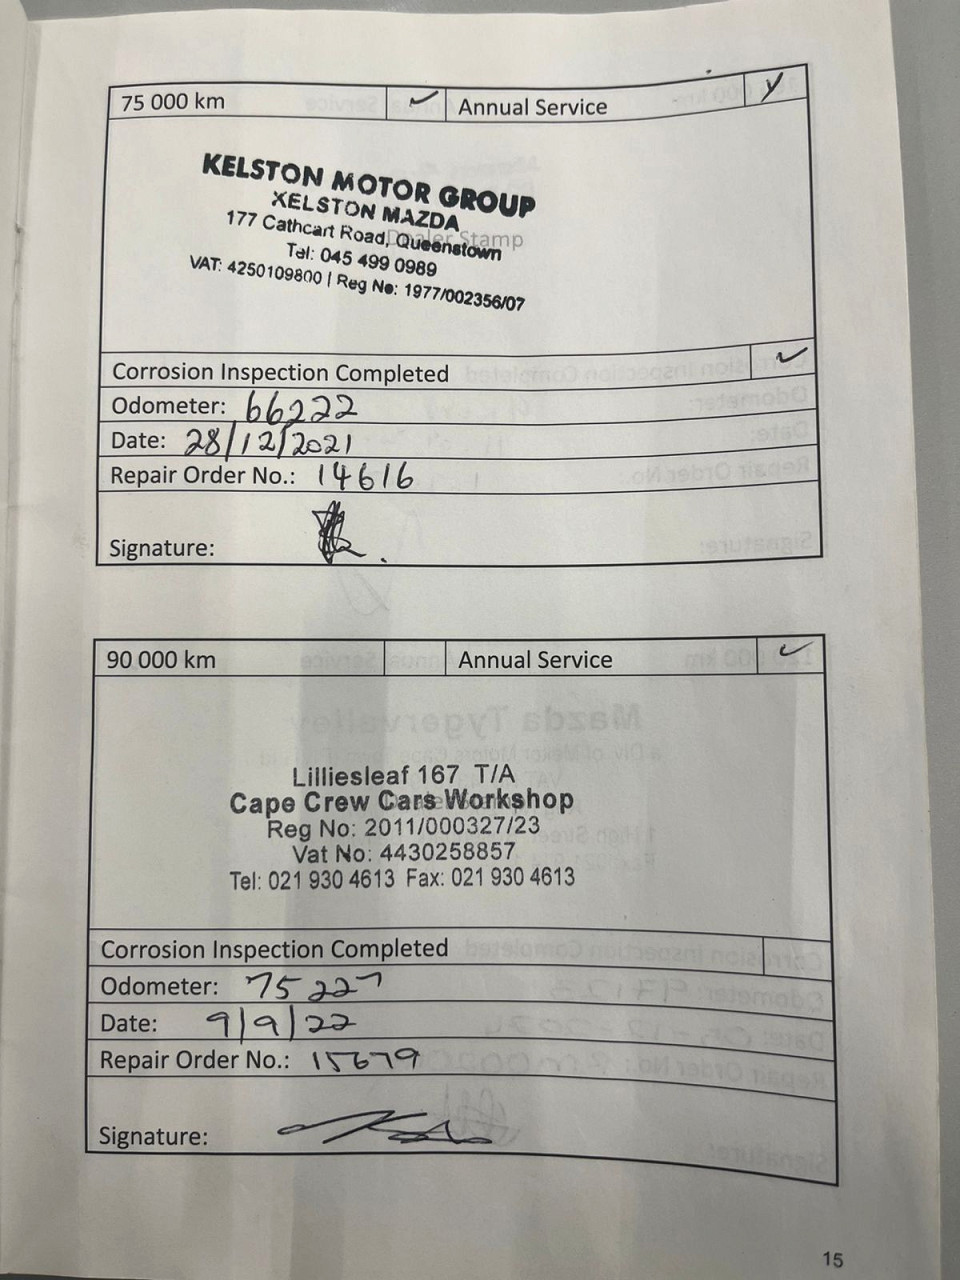 75 000 km ✓ Annual Service ✓
KELSTON MOTOR GROUP
KELSTON MAZDA
177 Cathcart Road, Queenstown
Dealer Stamp
Tel: 045 499 0989
VAT: 4250109800 | Reg No: 1977/002356/07
Corrosion Inspection Completed ✓
Odometer: 66222
Date: 28/12/2021
Repair Order No.: 14616
Signature:
90 000 km Annual Service ✓
Lilliesleaf 167 T/A
Cape Crew Cars Workshop
Reg No: 2011/000327/23
Vat No: 4430258857
Tel: 021 930 4613 Fax: 021 930 4613
Corrosion Inspection Completed
Odometer: 75227
Date: 9/9/22
Repair Order No.: 15679
Signature:
15